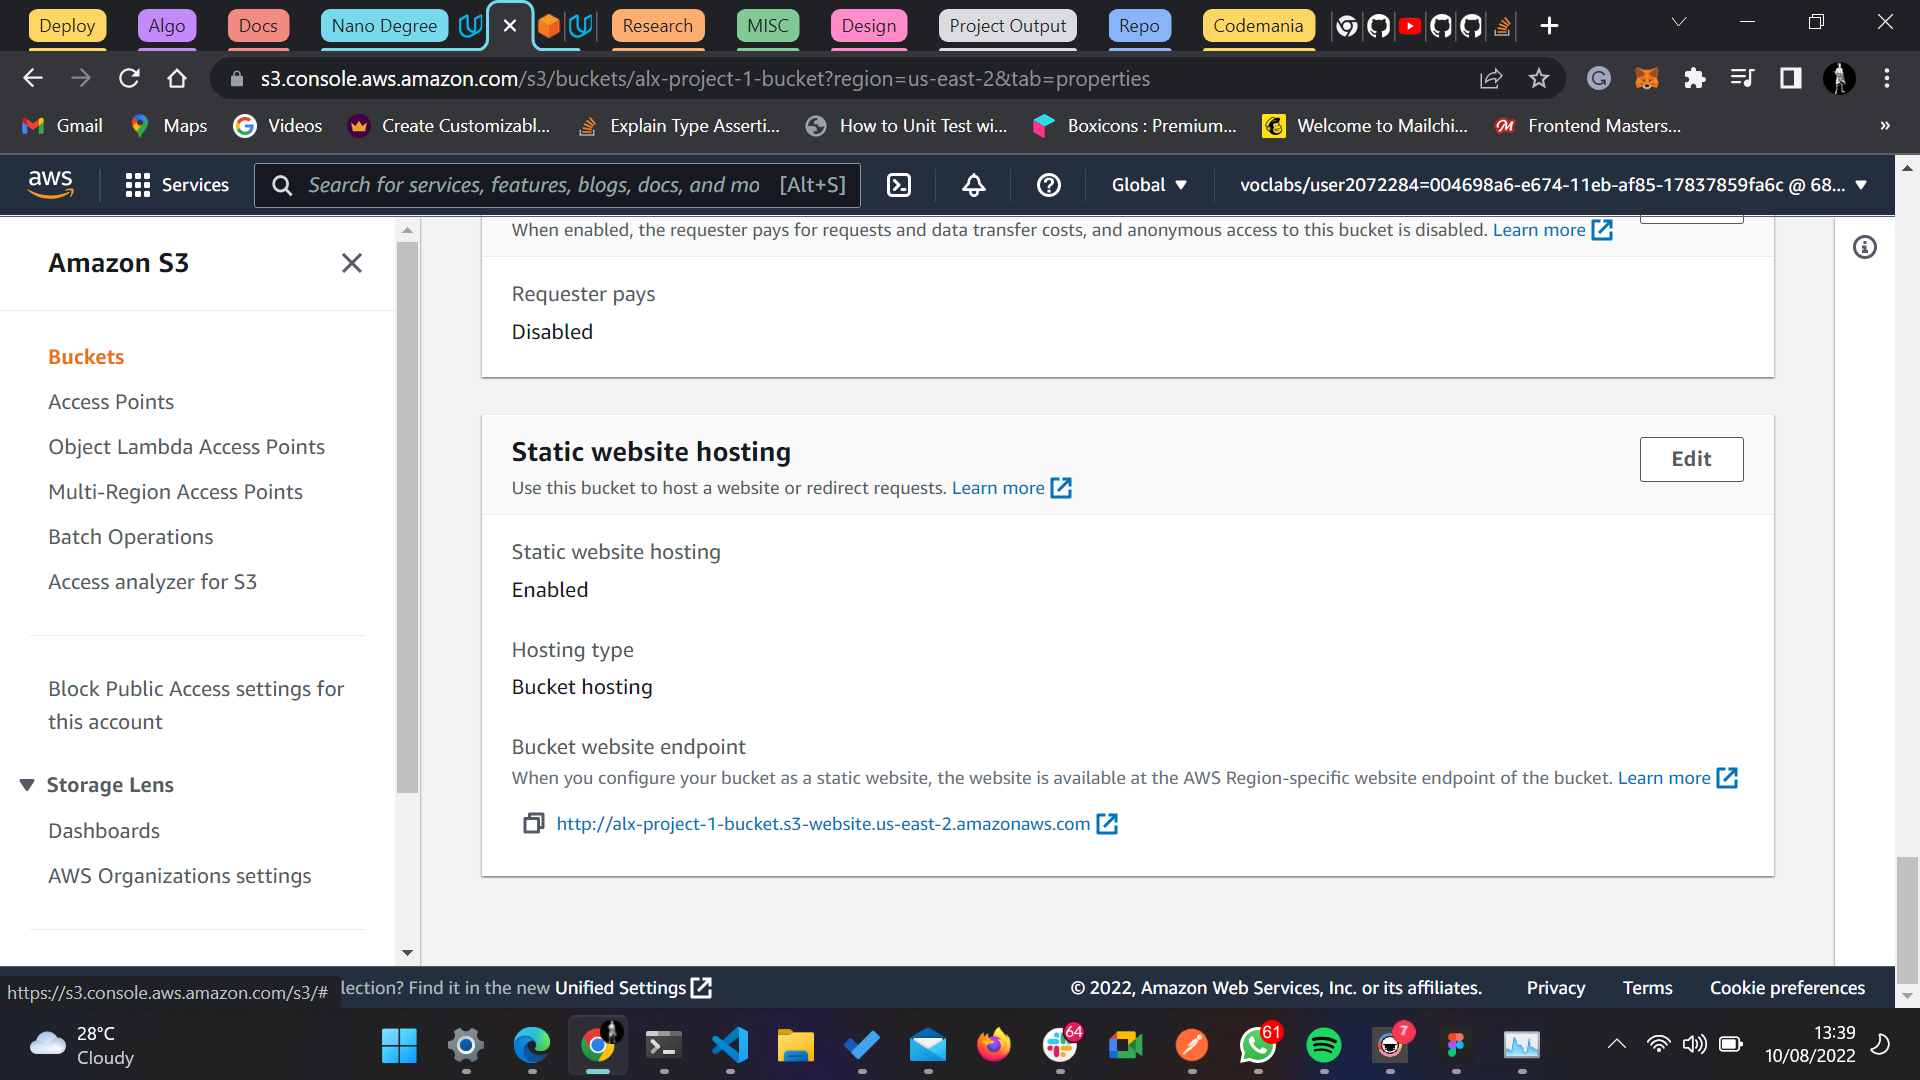 Deploy Algo Docs Nano Degree Research MISC Design Project Output Repo Codemania
s3.console.aws.amazon.com/s3/buckets/alx-project-1-bucket?region=us-east-2&tab=properties
Gmail Maps Videos Create Customizabl... Explain Type Asserti... How to Unit Test wi... Boxicons : Premium... Welcome to Mailchi... Frontend Masters... »
aws Services Search for services, features, blogs, docs, and mo [Alt+S] Global voclabs/user2072284=004698a6-e674-11eb-af85-17837859fa6c @ 68...
Amazon S3
Buckets
Access Points
Object Lambda Access Points
Multi-Region Access Points
Batch Operations
Access analyzer for S3
Block Public Access settings for
this account
Storage Lens
Dashboards
AWS Organizations settings
When enabled, the requester pays for requests and data transfer costs, and anonymous access to this bucket is disabled. Learn more
Requester pays
Disabled
Static website hosting
Edit
Use this bucket to host a website or redirect requests. Learn more
Static website hosting
Enabled
Hosting type
Bucket hosting
Bucket website endpoint
When you configure your bucket as a static website, the website is available at the AWS Region-specific website endpoint of the bucket. Learn more
http://alx-project-1-bucket.s3-website.us-east-2.amazonaws.com
https://s3.console.aws.amazon.com/s3/# lection? Find it in the new Unified Settings © 2022, Amazon Web Services, Inc. or its affiliates. Privacy Terms Cookie preferences
28°C
Cloudy
64
61
7
13:39
10/08/2022